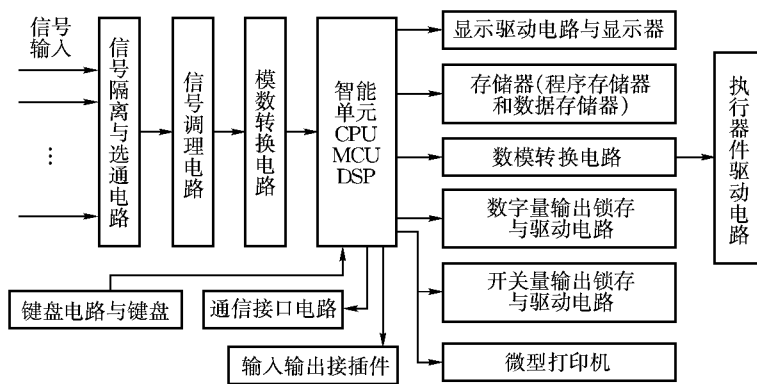 信号
输入
信号隔离与选通电路
信号调理电路
模数转换电路
智能
单元
CPU
MCU
DSP
显示驱动电路与显示器
存储器(程序存储器
和数据存储器)
数模转换电路
数字量输出锁存
与驱动电路
开关量输出锁存
与驱动电路
微型打印机
执行器件驱动电路
键盘电路与键盘
通信接口电路
输入输出接插件